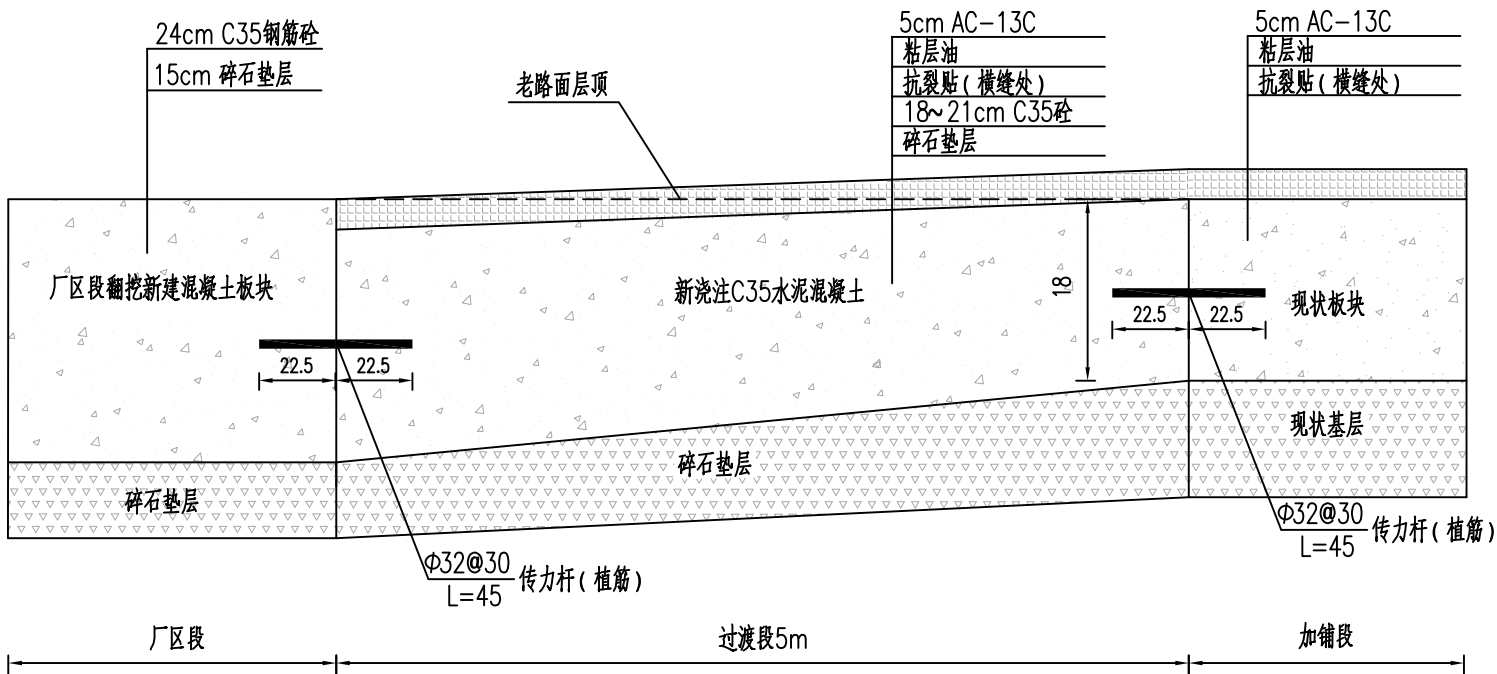 24cm C35钢筋砼
15cm 碎石垫层
老路面层顶
5cm AC-13C
粘层油
抗裂贴(横缝处)
18~21cm C35砼
碎石垫层
5cm AC-13C
粘层油
抗裂贴(横缝处)
厂区段翻挖新建混凝土板块
新浇注C35水泥混凝土
18
现状板块
22.5
22.5
22.5
22.5
现状基层
碎石垫层
碎石垫层
Φ32@30
L=45
传力杆(植筋)
Φ32@30
L=45
传力杆(植筋)
厂区段
过渡段5m
加铺段